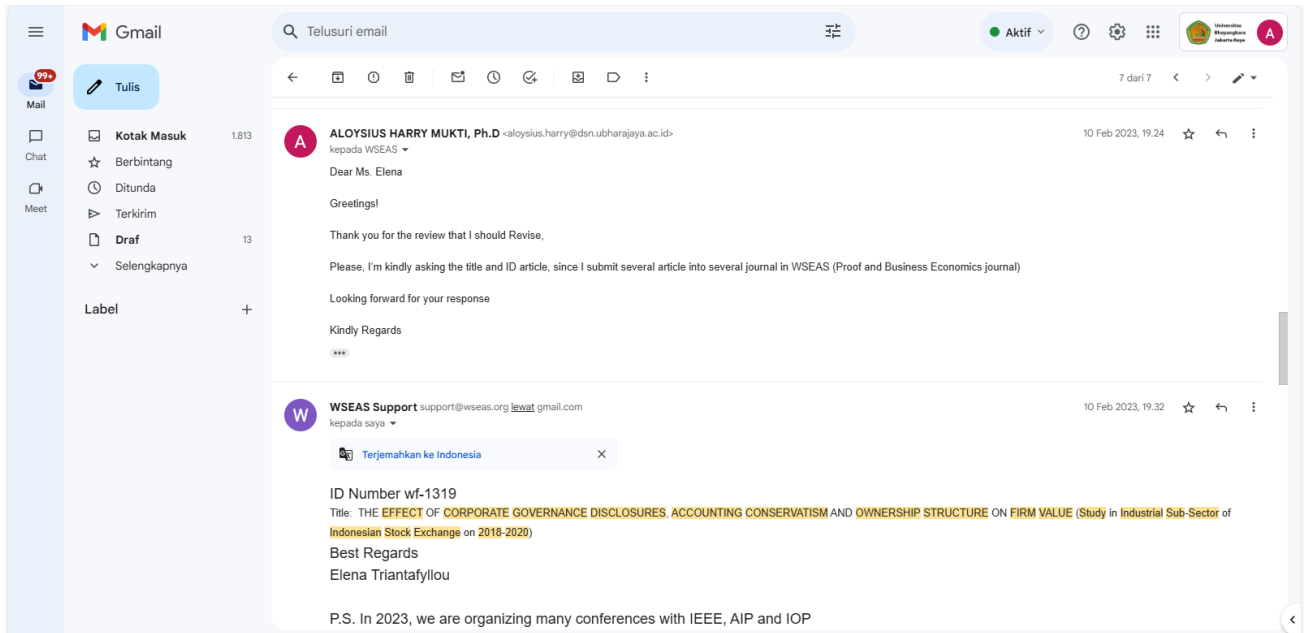 Gmail
Telusuri email
Aktif
Universitas
Bhayangkara
Jakarta Raya
A
99+
Mail
Chat
Meet
Tulis
Kotak Masuk 1.813
Berbintang
Ditunda
Terkirim
Draf 13
Selengkapnya
Label
7 dari 7
A
ALOYSIUS HARRY MUKTI, Ph.D <aloysius.harry@dsn.ubharajaya.ac.id> 10 Feb 2023, 19.24
kepada WSEAS
Dear Ms. Elena
Greetings!
Thank you for the review that I should Revise,
Please, I'm kindly asking the title and ID article, since I submit several article into several journal in WSEAS (Proof and Business Economics journal)
Looking forward for your response
Kindly Regards
W
WSEAS Support support@wseas.org lewat gmail.com 10 Feb 2023, 19.32
kepada saya
Terjemahkan ke Indonesia
ID Number wf-1319
Title: THE EFFECT OF CORPORATE GOVERNANCE DISCLOSURES, ACCOUNTING CONSERVATISM AND OWNERSHIP STRUCTURE ON FIRM VALUE (Study in Industrial Sub-Sector of
Indonesian Stock Exchange on 2018-2020)
Best Regards
Elena Triantafyllou
P.S. In 2023, we are organizing many conferences with IEEE, AIP and IOP